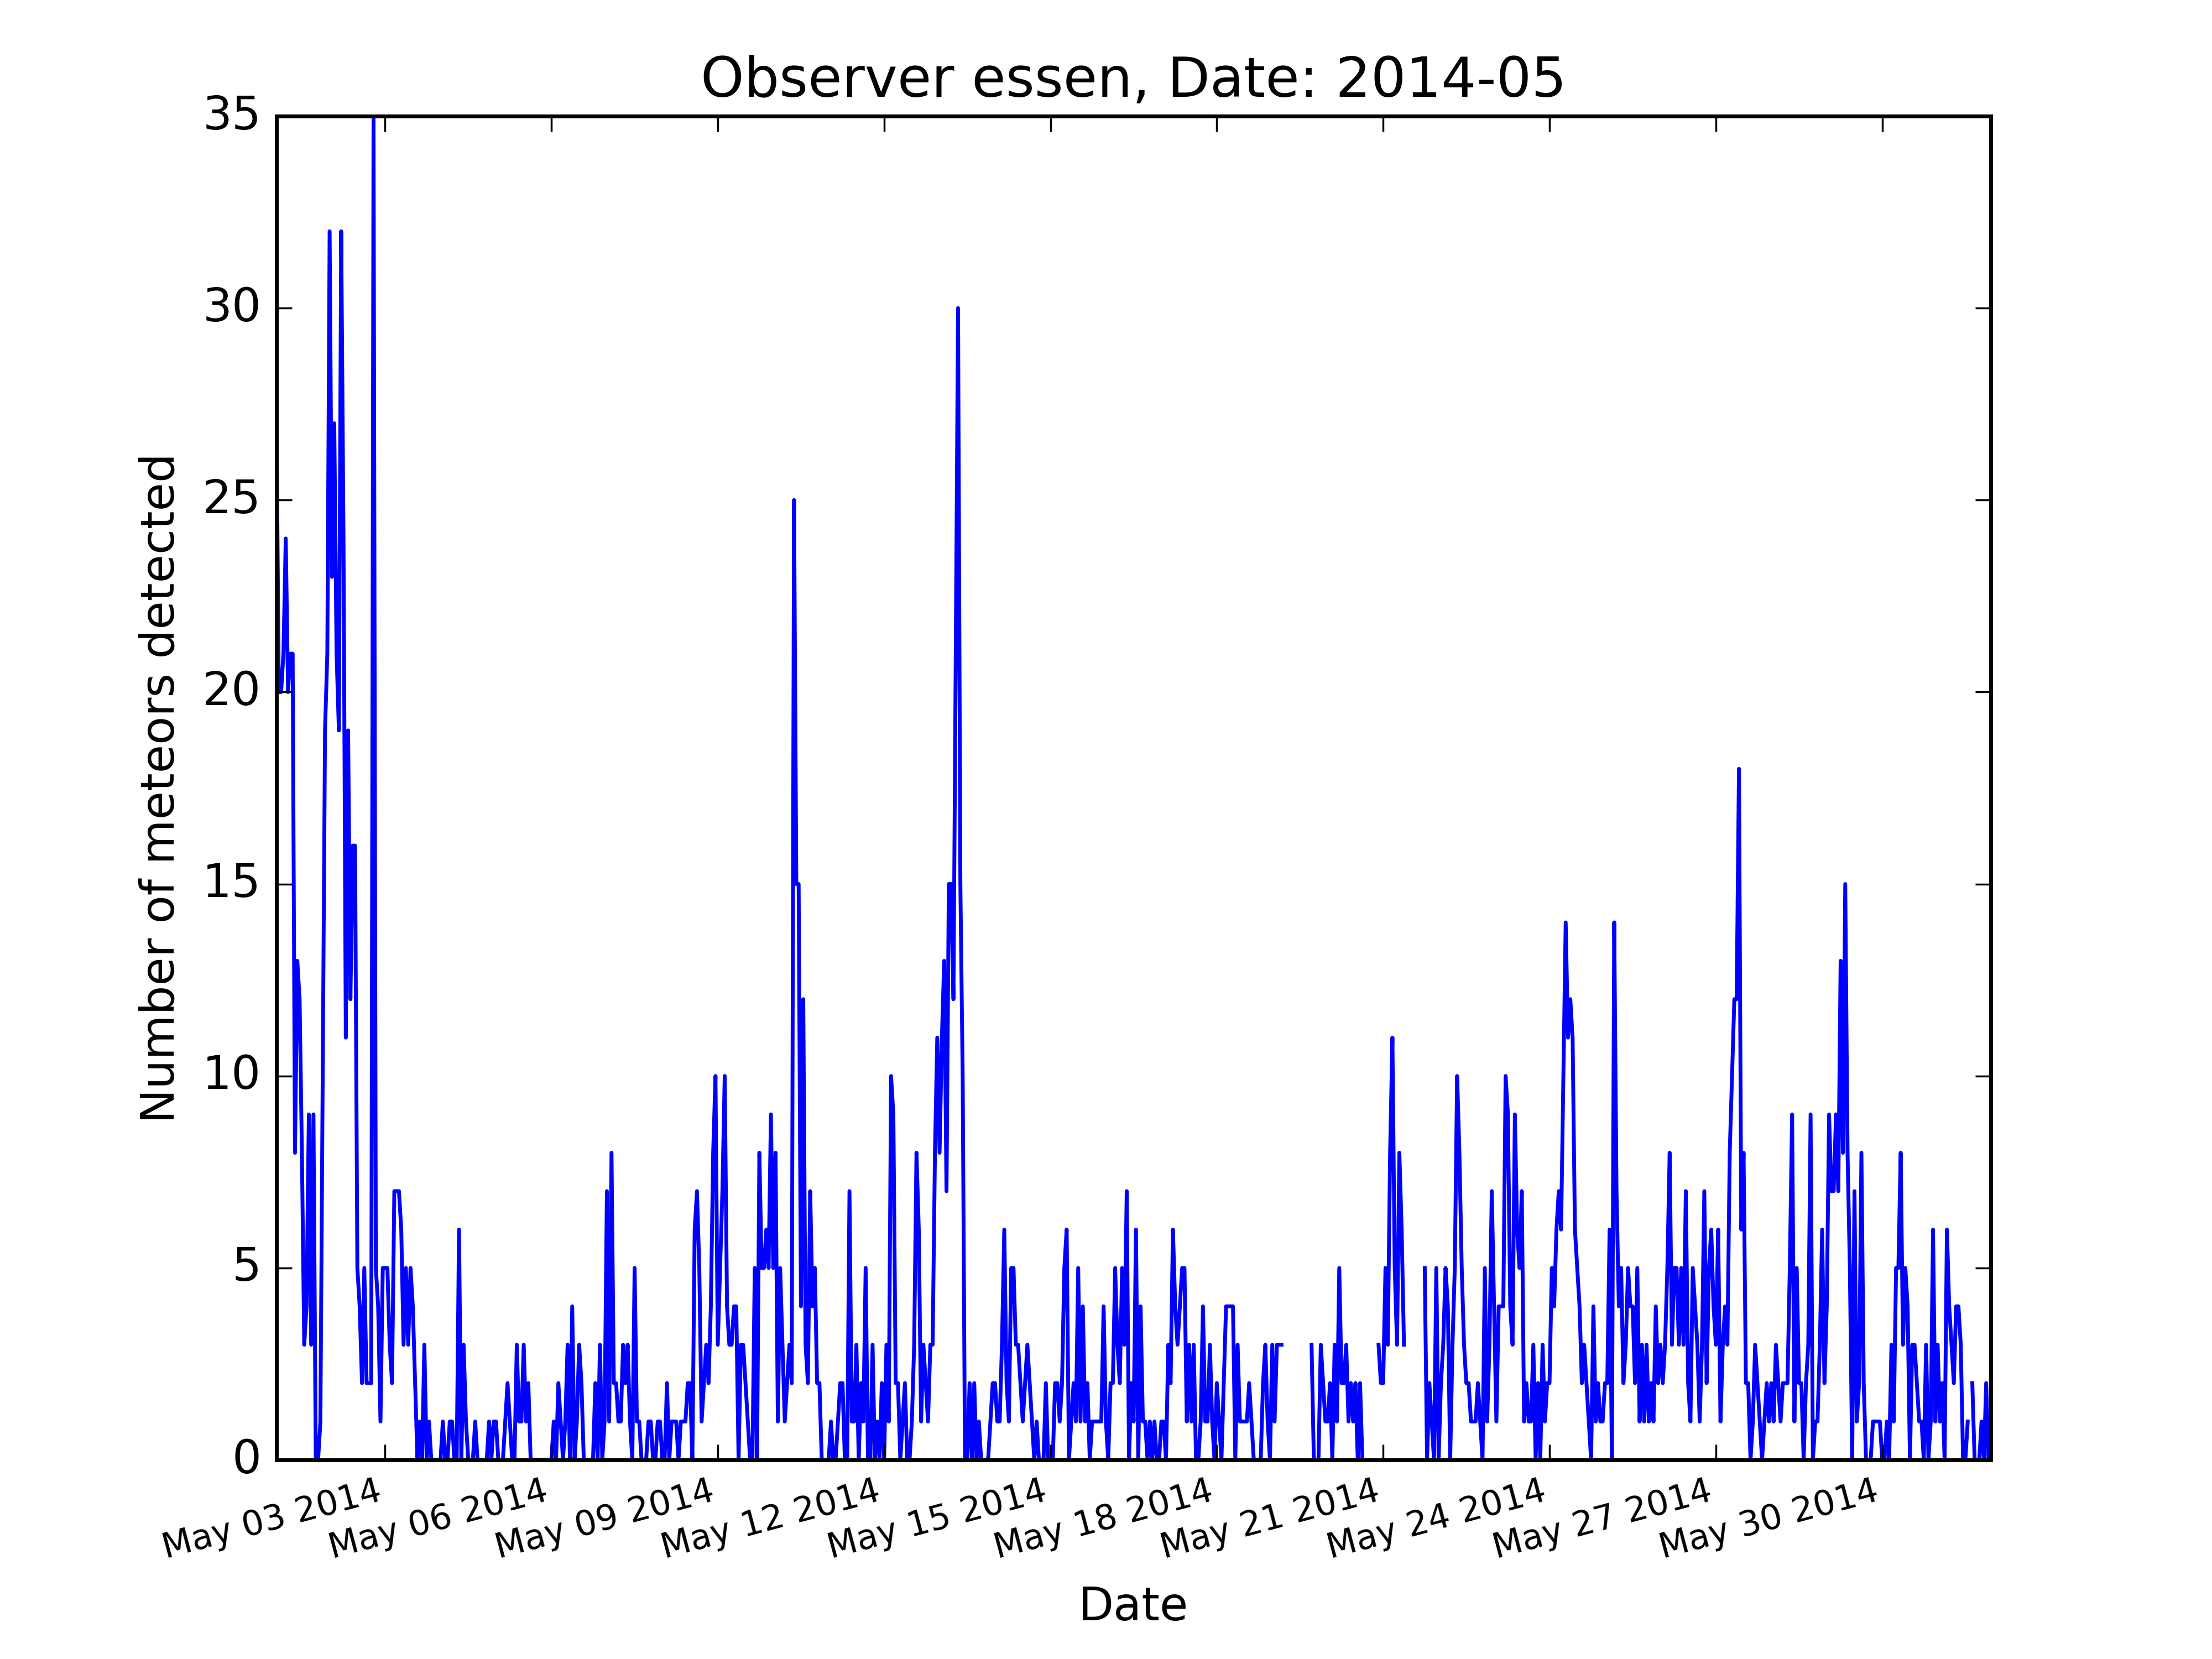 Observer essen, Date: 2014-05
Number of meteors detected
35
30
25
20
15
10
5
0
May 03 2014
May 06 2014
May 09 2014
May 12 2014
May 15 2014
May 18 2014
May 21 2014
May 24 2014
May 27 2014
May 30 2014
Date